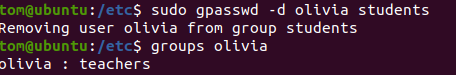 tom@ubuntu:/etc$ sudo gpasswd -d olivia students
Removing user olivia from group students
tom@ubuntu:/etc$ groups olivia
olivia : teachers